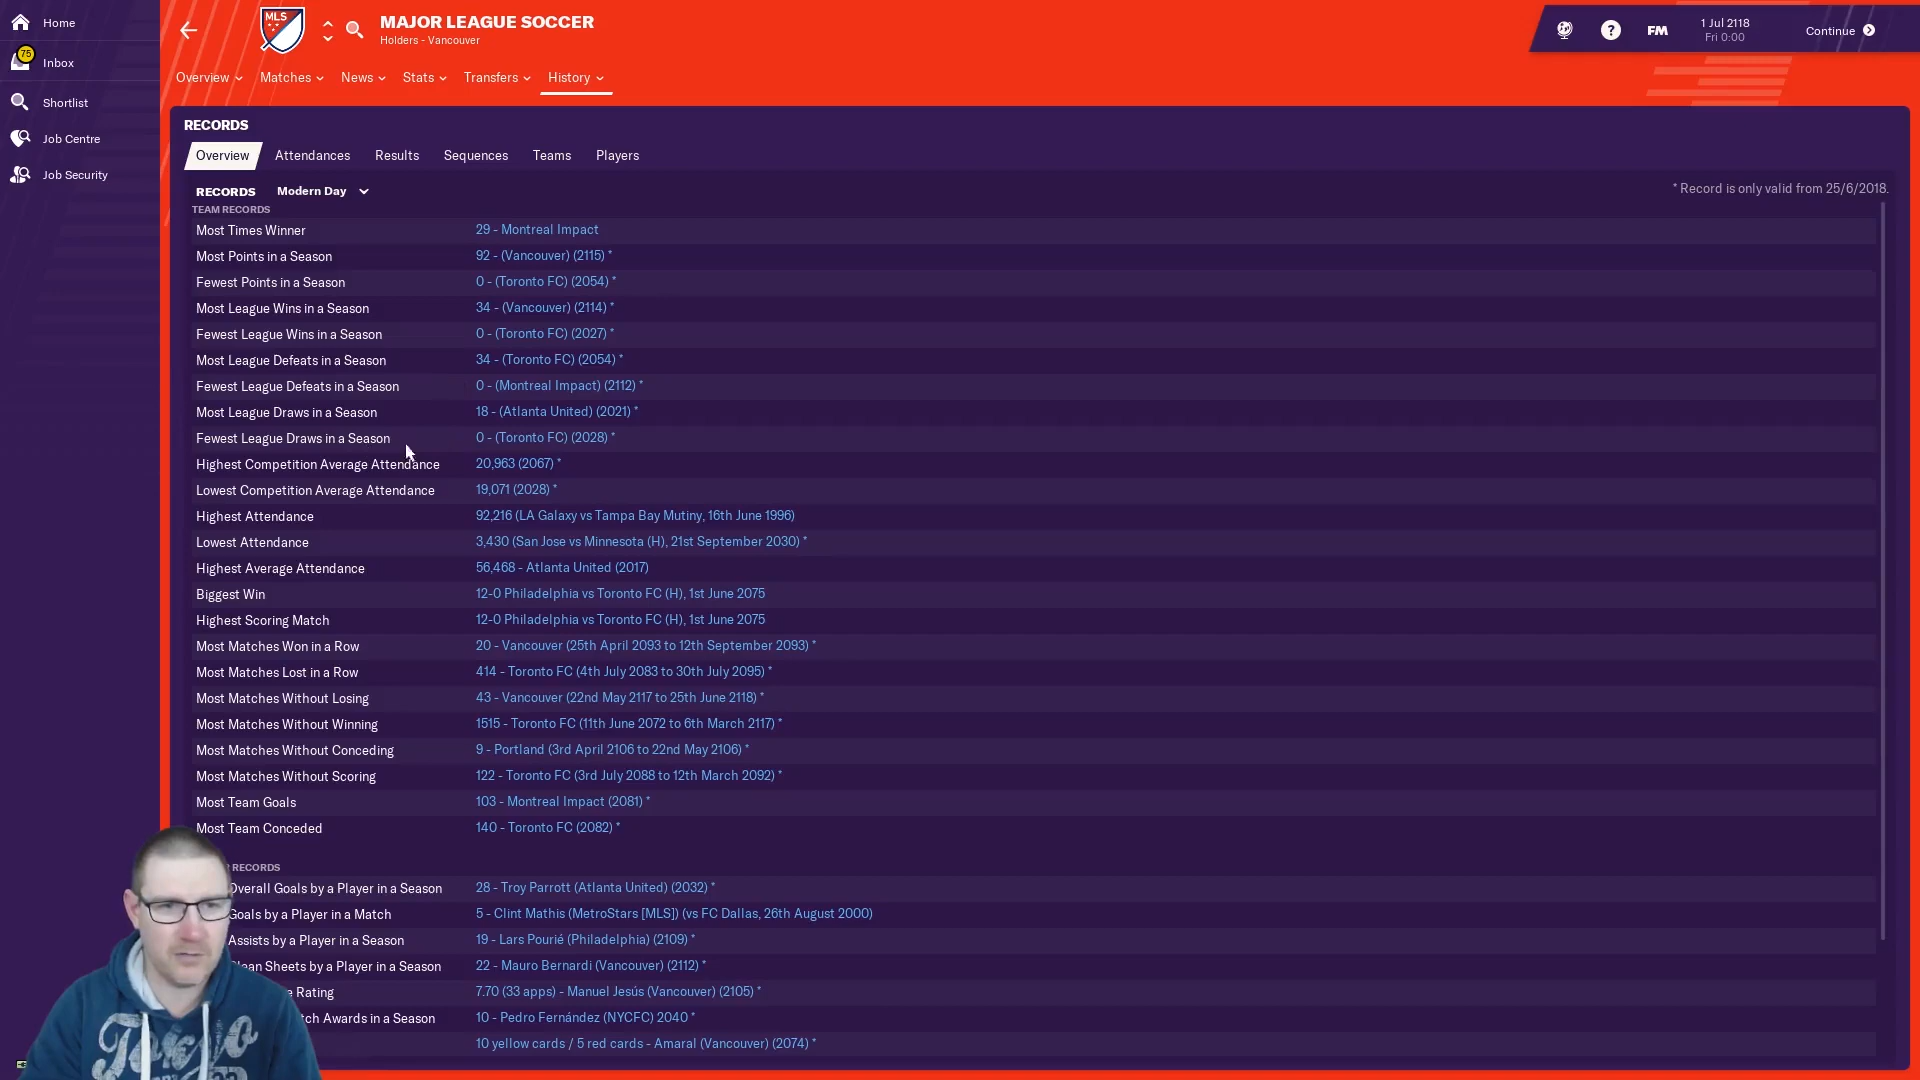 Home
75
Inbox
Shortlist
Job Centre
Job Security
MLS
MAJOR LEAGUE SOCCER
Holders - Vancouver
?
FM
1 Jul 2118
Fri 0:00
Continue
Overview Matches News Stats Transfers History
RECORDS
Overview Attendances Results Sequences Teams Players
RECORDS Modern Day
* Record is only valid from 25/6/2018.
TEAM RECORDS
Most Times Winner 29 - Montreal Impact
Most Points in a Season 92 - (Vancouver) (2115) *
Fewest Points in a Season 0 - (Toronto FC) (2054) *
Most League Wins in a Season 34 - (Vancouver) (2114) *
Fewest League Wins in a Season 0 - (Toronto FC) (2027) *
Most League Defeats in a Season 34 - (Toronto FC) (2054) *
Fewest League Defeats in a Season 0 - (Montreal Impact) (2112) *
Most League Draws in a Season 18 - (Atlanta United) (2021) *
Fewest League Draws in a Season 0 - (Toronto FC) (2028) *
Highest Competition Average Attendance 20,963 (2067) *
Lowest Competition Average Attendance 19,071 (2028) *
Highest Attendance 92,216 (LA Galaxy vs Tampa Bay Mutiny, 16th June 1996)
Lowest Attendance 3,430 (San Jose vs Minnesota (H), 21st September 2030) *
Highest Average Attendance 56,468 - Atlanta United (2017)
Biggest Win 12-0 Philadelphia vs Toronto FC (H), 1st June 2075
Highest Scoring Match 12-0 Philadelphia vs Toronto FC (H), 1st June 2075
Most Matches Won in a Row 20 - Vancouver (25th April 2093 to 12th September 2093) *
Most Matches Lost in a Row 414 - Toronto FC (4th July 2083 to 30th July 2095) *
Most Matches Without Losing 43 - Vancouver (22nd May 2117 to 25th June 2118) *
Most Matches Without Winning 1515 - Toronto FC (11th June 2072 to 6th March 2117) *
Most Matches Without Conceding 9 - Portland (3rd April 2106 to 22nd May 2106) *
Most Matches Without Scoring 122 - Toronto FC (3rd July 2088 to 12th March 2092) *
Most Team Goals 103 - Montreal Impact (2081) *
Most Team Conceded 140 - Toronto FC (2082) *
RECORDS
Overall Goals by a Player in a Season 28 - Troy Parrott (Atlanta United) (2032) *
Goals by a Player in a Match 5 - Clint Mathis (MetroStars [MLS]) (vs FC Dallas, 26th August 2000)
Assists by a Player in a Season 19 - Lars Pourié (Philadelphia) (2109) *
Clean Sheets by a Player in a Season 22 - Mauro Bernardi (Vancouver) (2112) *
Rating 7.70 (33 apps) - Manuel Jesús (Vancouver) (2105) *
Awards in a Season 10 - Pedro Fernández (NYCFC) 2040 *
10 yellow cards / 5 red cards - Amaral (Vancouver) (2074) *